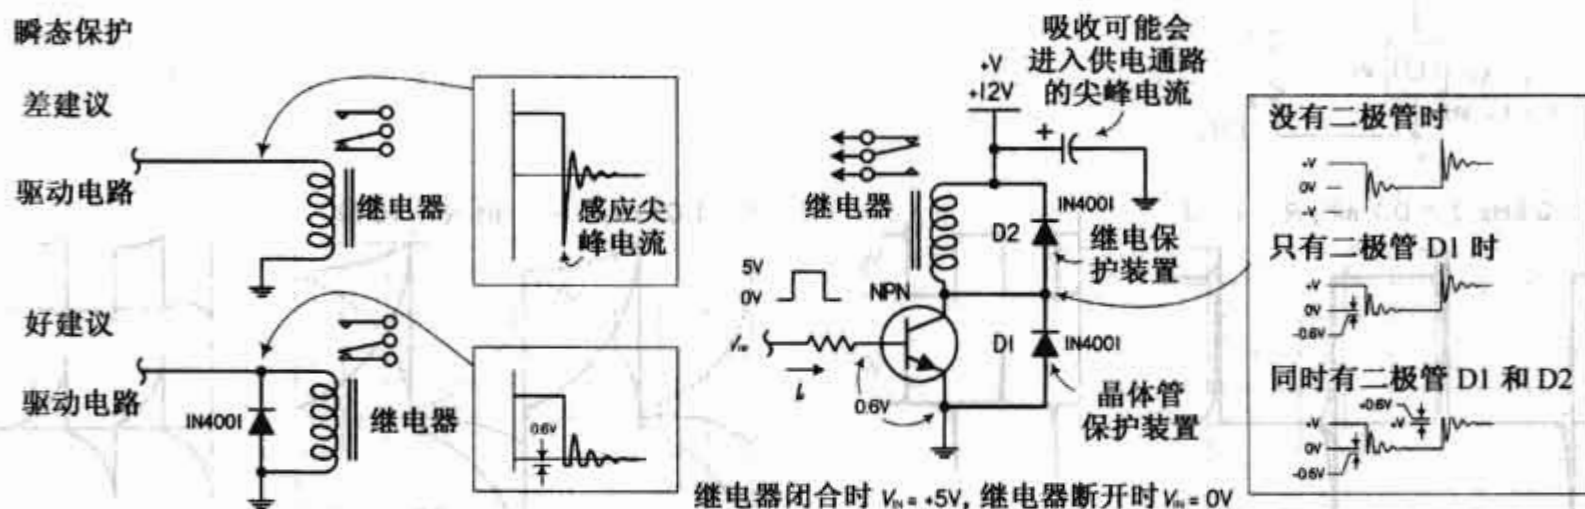 瞬态保护
差建议
驱动电路
继电器
感应尖
峰电流
好建议
驱动电路
IN4001
继电器
0.6V
吸收可能会
进入供电通路
的尖峰电流
+V
+12V
+
继电器
IN4001
D2
继电保
护装置
5V
0V
NPN
D1
IN4001
0.6V
晶体管
保护装置
继电器闭合时 VIN = +5V, 继电器断开时 VIN = 0V
没有二极管时
+V
0V
-V
只有二极管 D1 时
+V
0V
-0.6V
同时有二极管 D1 和 D2
+0.6V
+V
+V
0V
-0.6V